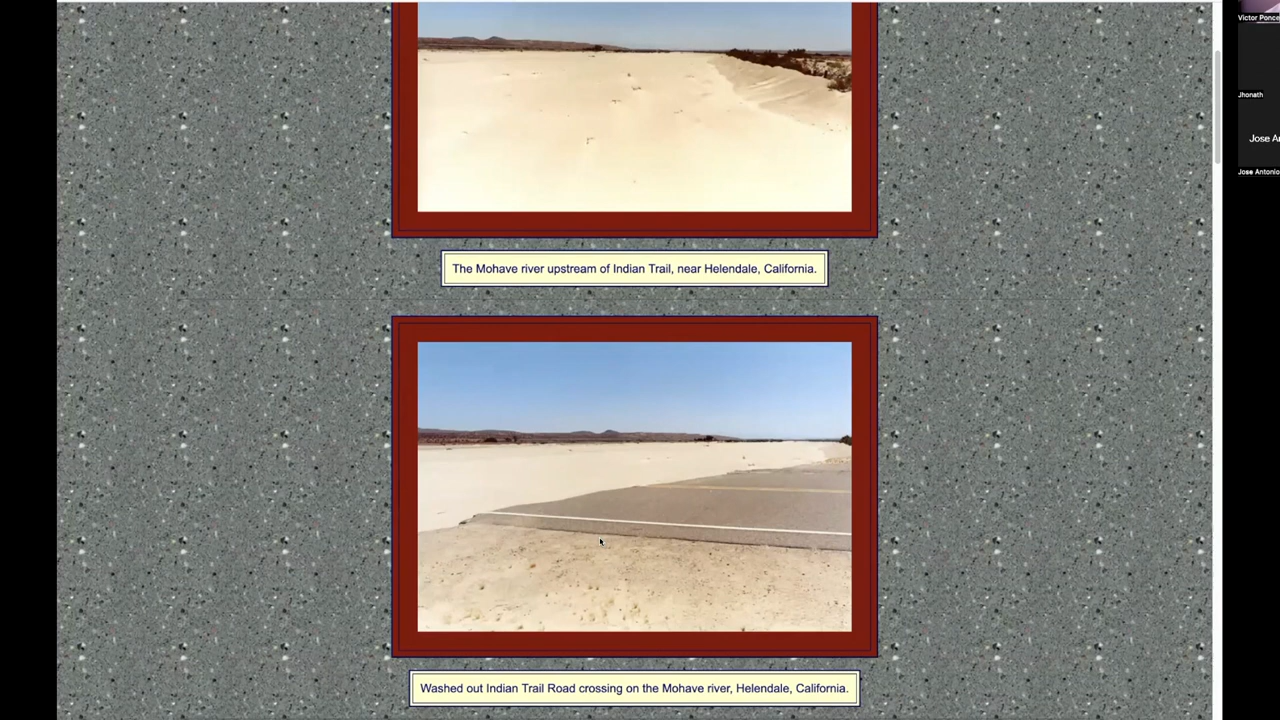 Victor Ponce
Jhonath
Jose Antonio
The Mohave river upstream of Indian Trail, near Helendale, California.
Washed out Indian Trail Road crossing on the Mohave river, Helendale, California.